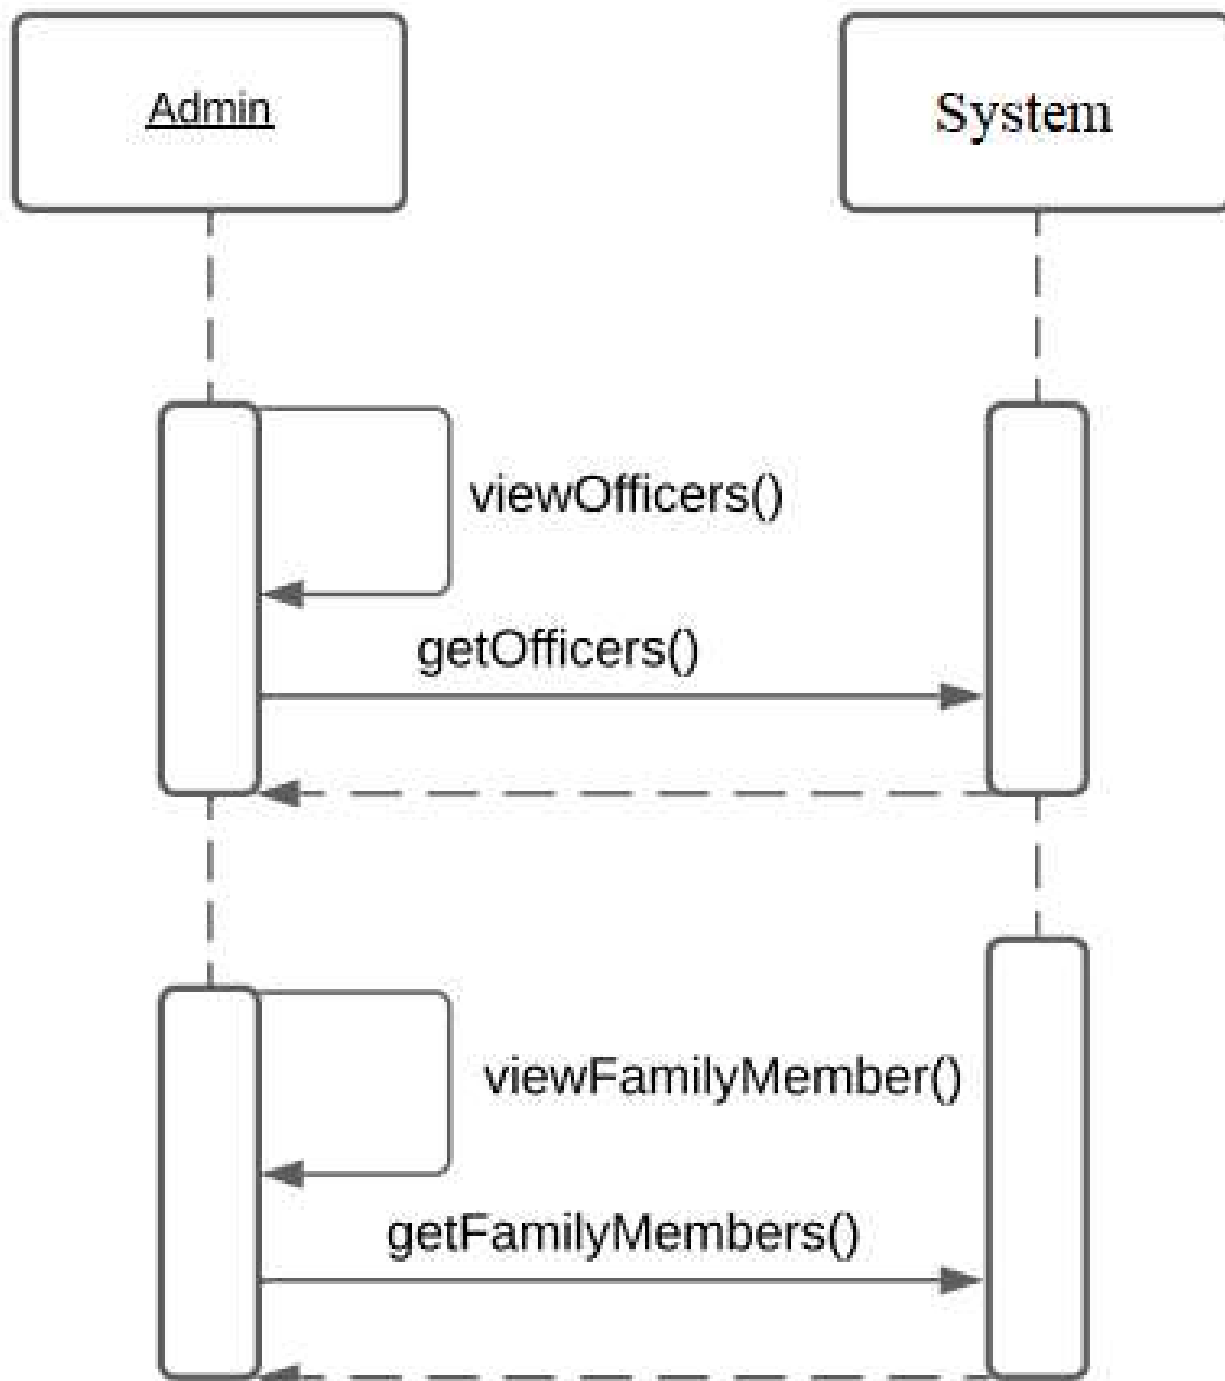 Admin
System
viewOfficers()
getOfficers()
viewFamilyMember()
getFamilyMembers()